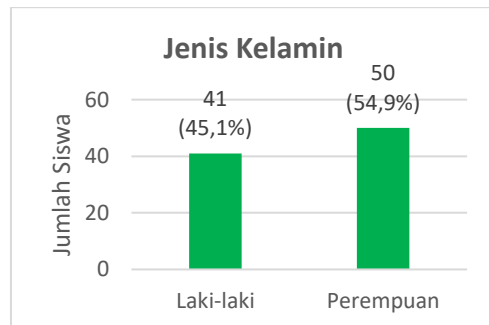 Jenis Kelamin
50
(54,9%)
41
(45,1%)
60
40
20
0
Jumlah Siswa
Laki-laki
Perempuan